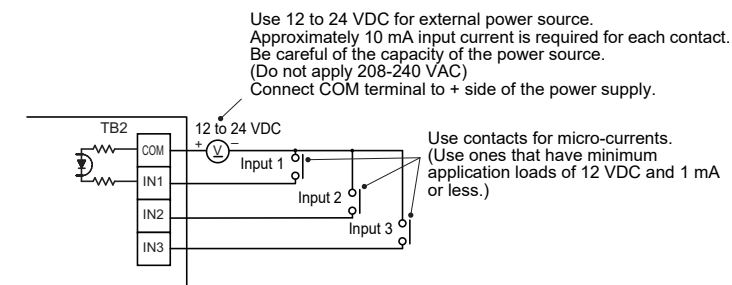 Use 12 to 24 VDC for external power source.
Approximately 10 mA input current is required for each contact.
Be careful of the capacity of the power source.
(Do not apply 208-240 VAC)
Connect COM terminal to + side of the power supply.
TB2
12 to 24 VDC
COM
+
V
−
Input 1
Use contacts for micro-currents.
(Use ones that have minimum
application loads of 12 VDC and 1 mA
or less.)
IN1
Input 2
IN2
Input 3
IN3